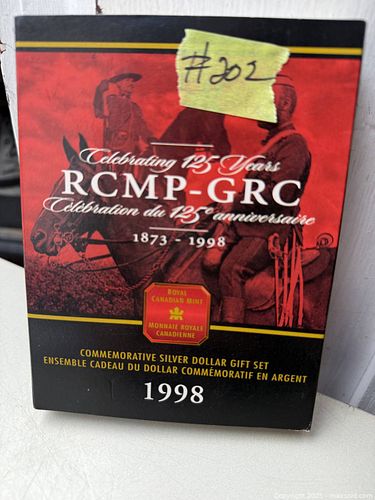 #202
Celebrating 125 Years
RCMP-GRC
Célébration du 125e anniversaire
1873 - 1998
ROYAL
CANADIAN MINT
MONNAIE ROYALE
CANADIENNE
COMMEMORATIVE SILVER DOLLAR GIFT SET
ENSEMBLE CADEAU DU DOLLAR COMMÉMORATIF EN ARGENT
1998